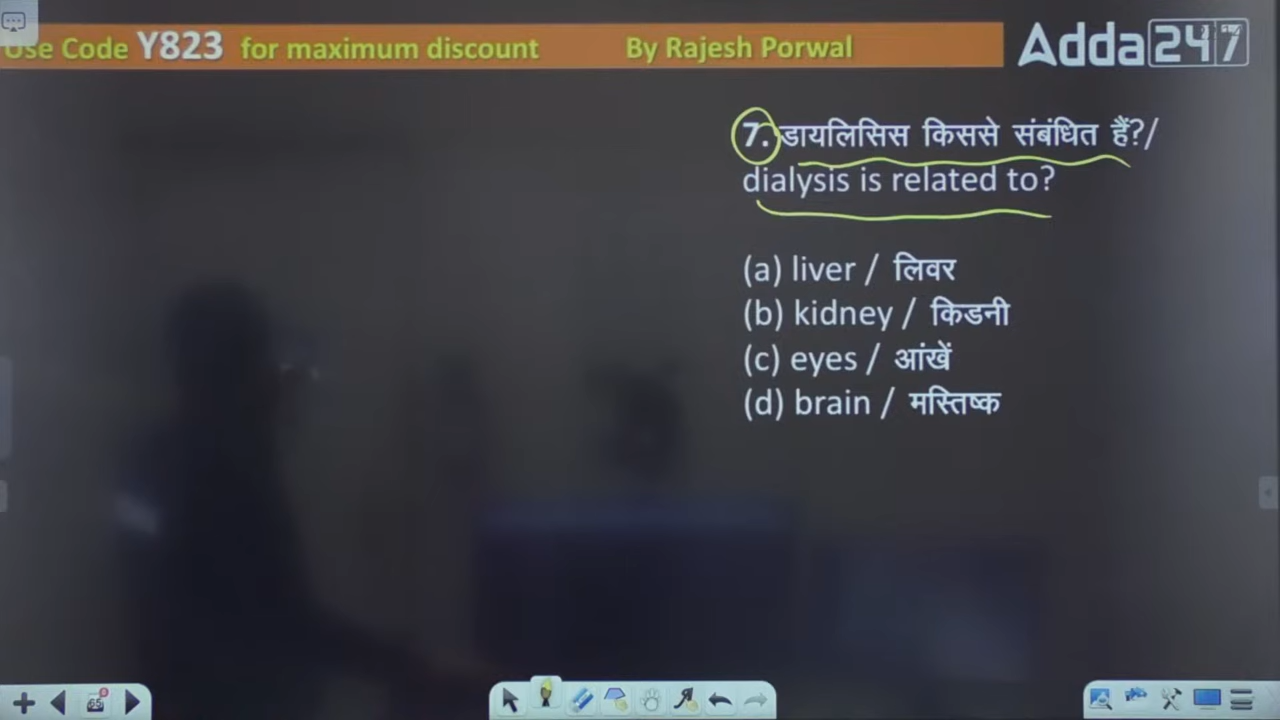 Use Code Y823 for maximum discount By Rajesh Porwal
Adda247
7. डायलिसिस किससे संबंधित हैं?/
dialysis is related to?
(a) liver / लिवर
(b) kidney / किडनी
(c) eyes / आंखें
(d) brain / मस्तिष्क